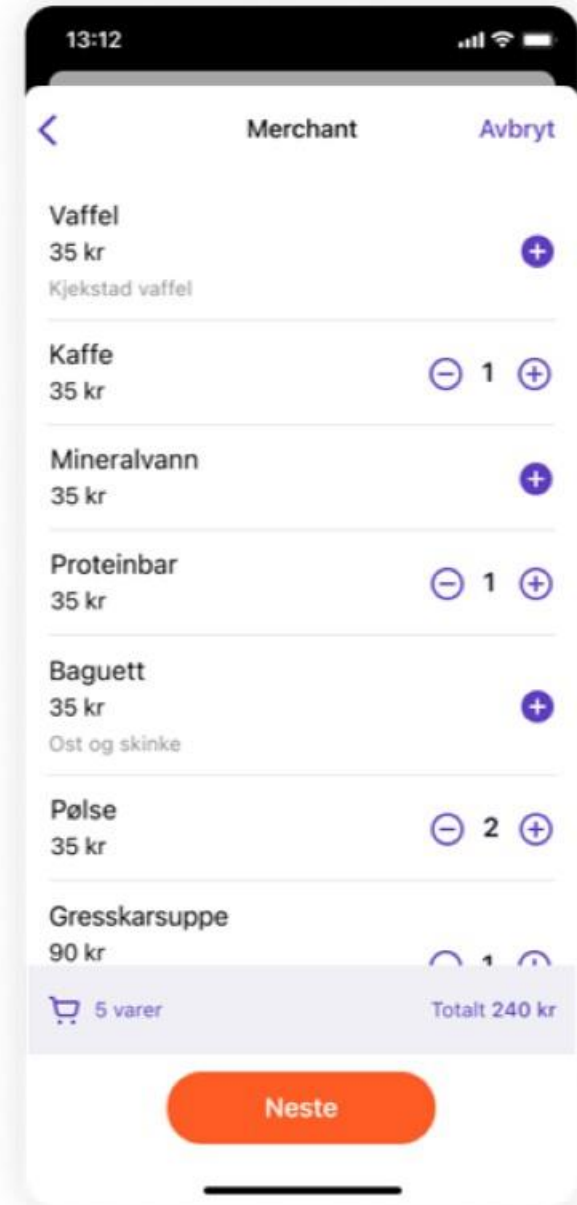 13:12
Merchant Avbryt
Vaffel
35 kr
Kjekstad vaffel
Kaffe
35 kr
1
Mineralvann
35 kr
Proteinbar
35 kr
1
Baguett
35 kr
Ost og skinke
Pølse
35 kr
2
Gresskarsuppe
90 kr
1
5 varer Totalt 240 kr
Neste